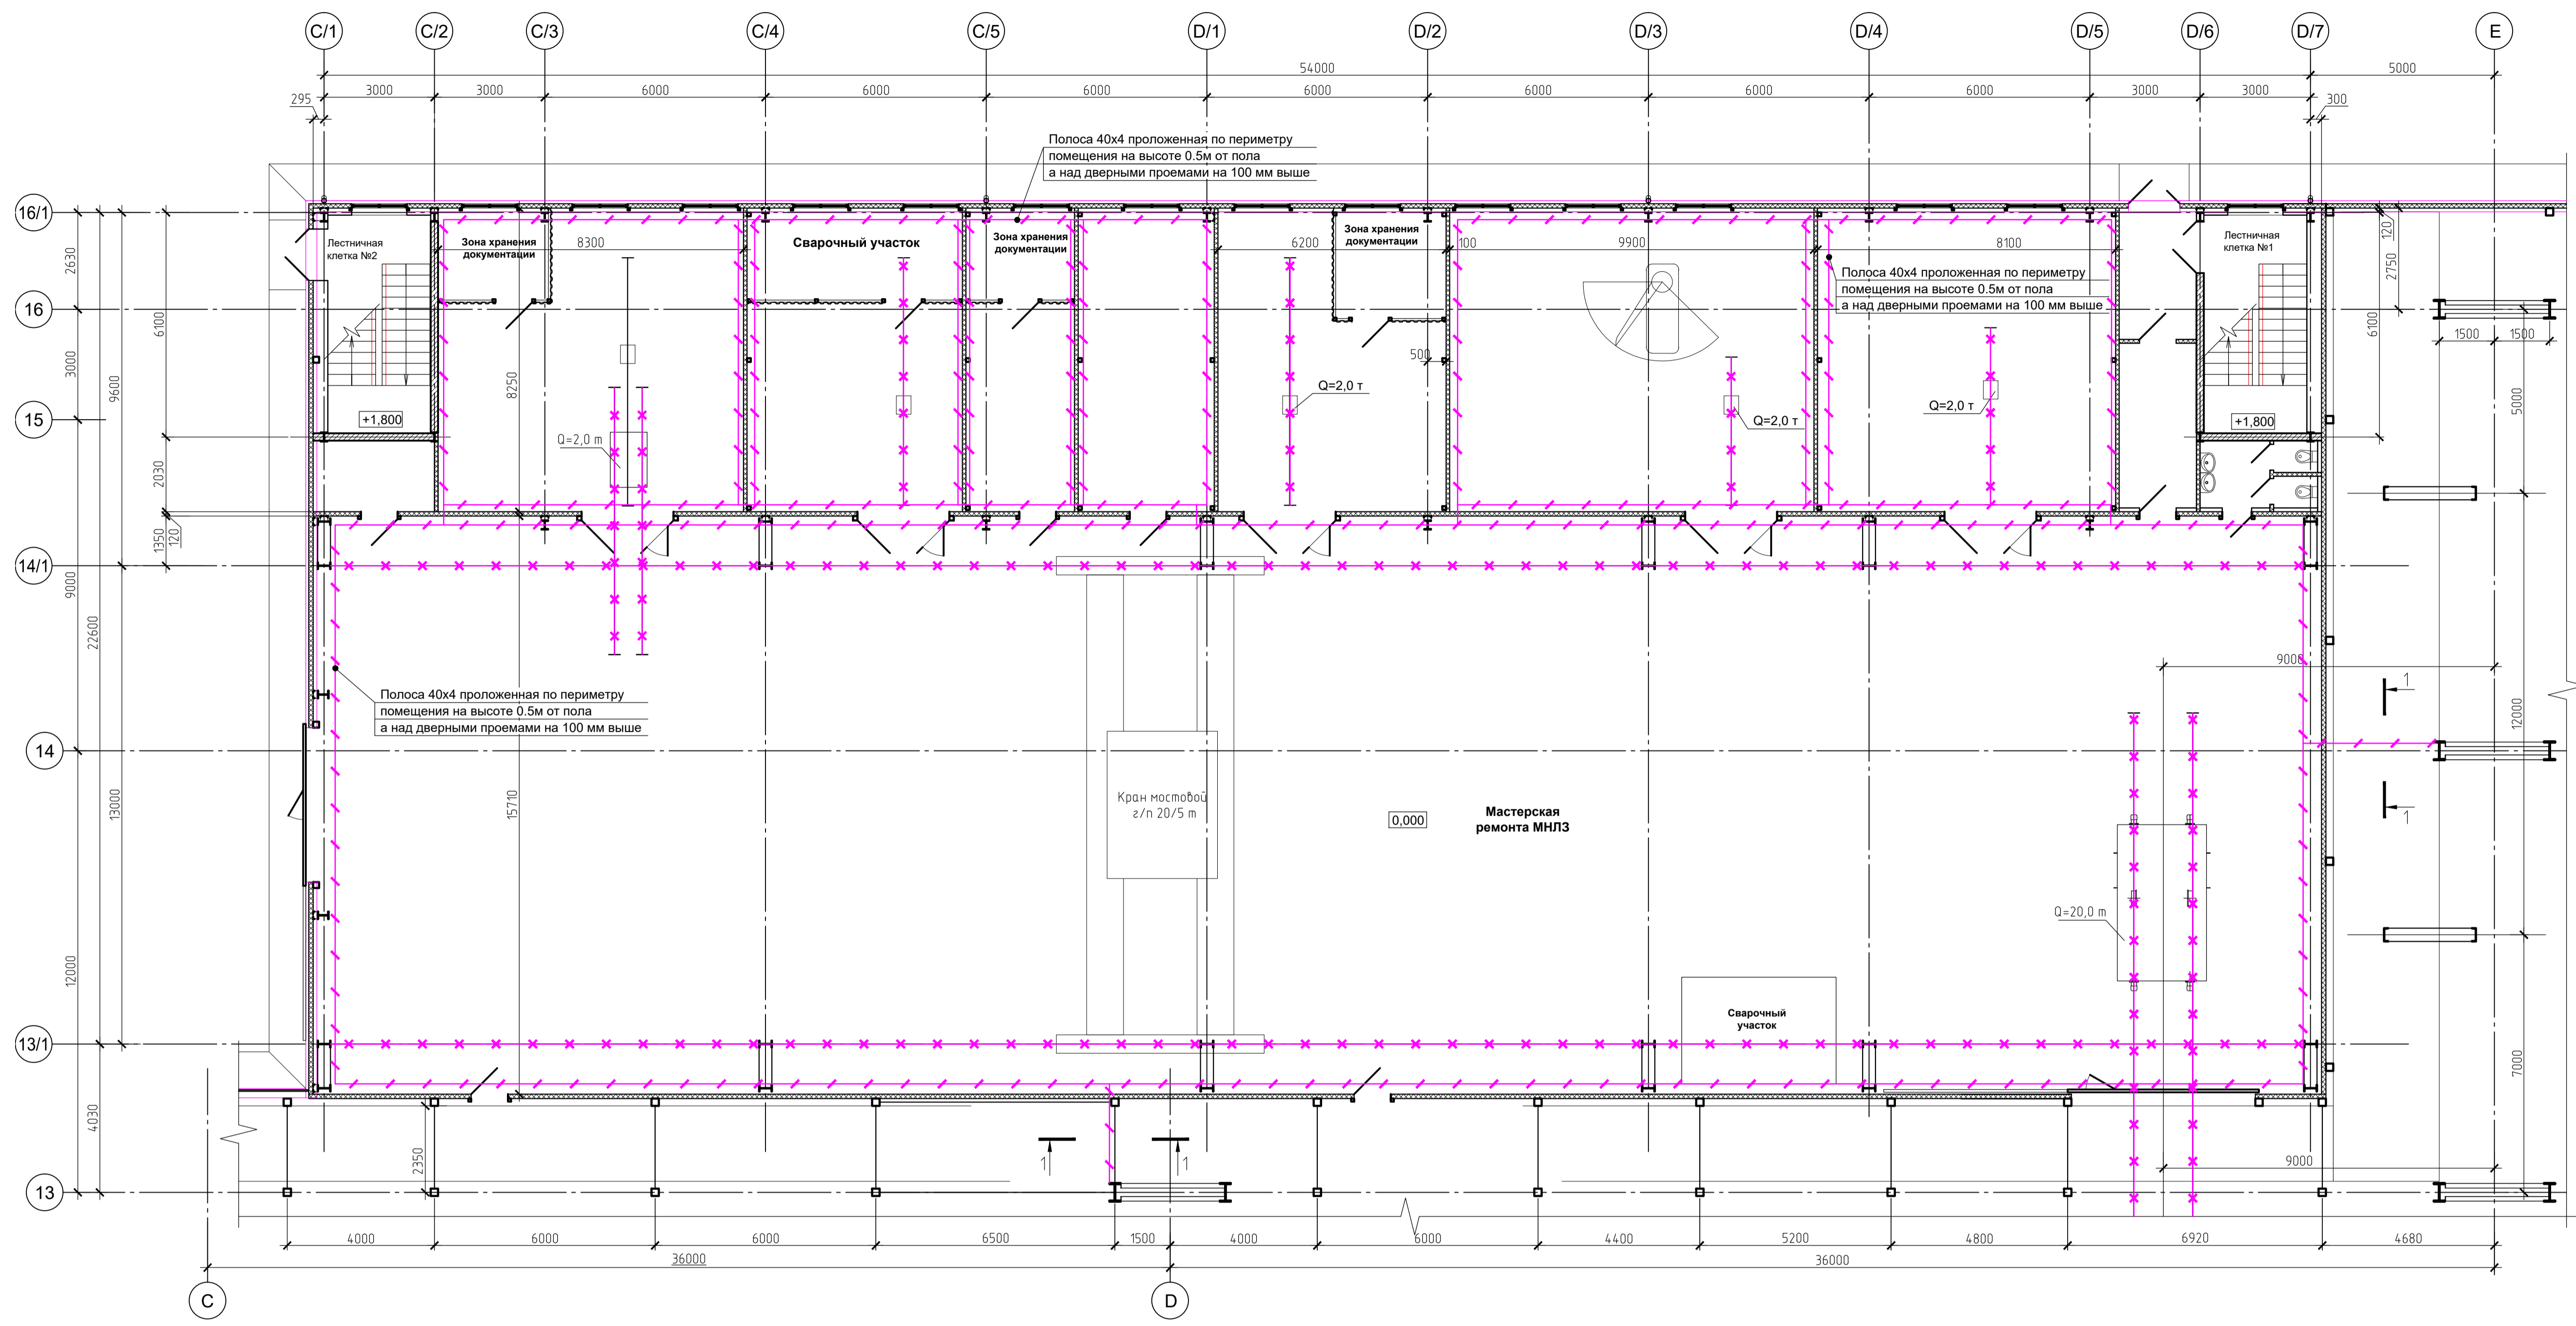 C/1 C/2 C/3 C/4 C/5 D/1 D/2 D/3 D/4 D/5 D/6 D/7 E
54000 5000
3000 3000 6000 6000 6000 6000 6000 6000 6000 3000 3000
295 300
Полоса 40х4 проложенная по периметру
помещения на высоте 0.5м от пола
а над дверными проемами на 100 мм выше
16/1
Лестничная
клетка №2
Зона хранения
документации
8300
Сварочный участок
Зона хранения
документации
6200
Зона хранения
документации
100
9900
8100
Лестничная
клетка №1
120
2750
2630
Полоса 40х4 проложенная по периметру
помещения на высоте 0.5м от пола
а над дверными проемами на 100 мм выше
16
6100
6100
1500 1500
3000
9600
8250
500
Q=2,0 т
Q=2,0 т
Q=2,0 т
5000
15
+1,800
+1,800
Q=2,0 т
2030
1350
120
14/1
9000
22600
9000
1
Полоса 40х4 проложенная по периметру
помещения на высоте 0.5м от пола
а над дверными проемами на 100 мм выше
12000
14
13000
15710
Кран мостовой
г/п 20/5 т
0,000
Мастерская
ремонта МНЛЗ
1
Q=20,0 т
12000
Сварочный
участок
13/1
7000
4030
2350
1 1
9000
13
4000 6000 6000 6500 1500 4000 6000 4400 5200 4800 6920 4680
36000 36000
C D